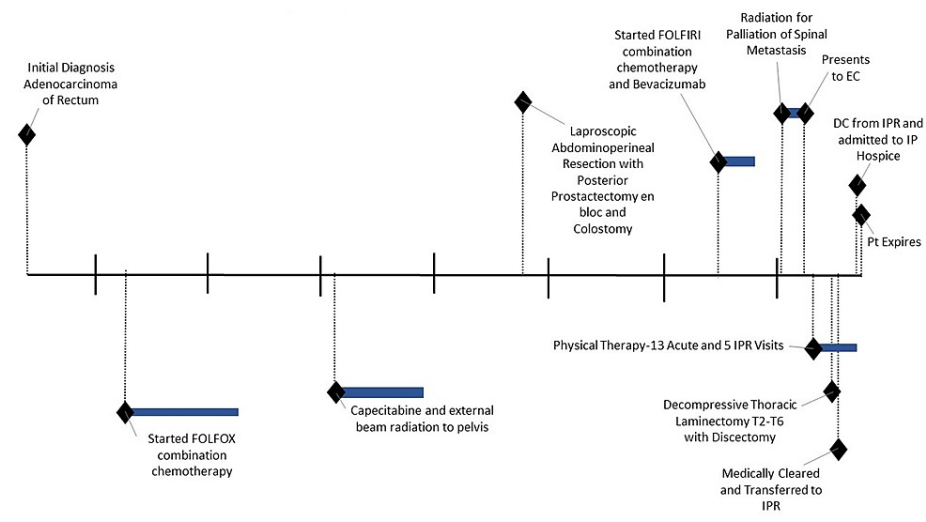 Initial Diagnosis
Adenocarcinoma
of Rectum
Laproscopic
Abdominoperineal
Resection with
Posterior
Prostactectomy en
bloc and
Colostomy
Started FOLFIRI
combination
chemotherapy
and Bevacizumab
Radiation for
Palliation of Spinal
Metastasis
Presents
to EC
DC from IPR and
admitted to IP
Hospice
Pt Expires
Started FOLFOX
combination
chemotherapy
Capecitabine and external
beam radiation to pelvis
Physical Therapy-13 Acute and 5 IPR Visits
Decompressive Thoracic
Laminectomy T2-T6
with Discectomy
Medically Cleared
and Transferred to
IPR